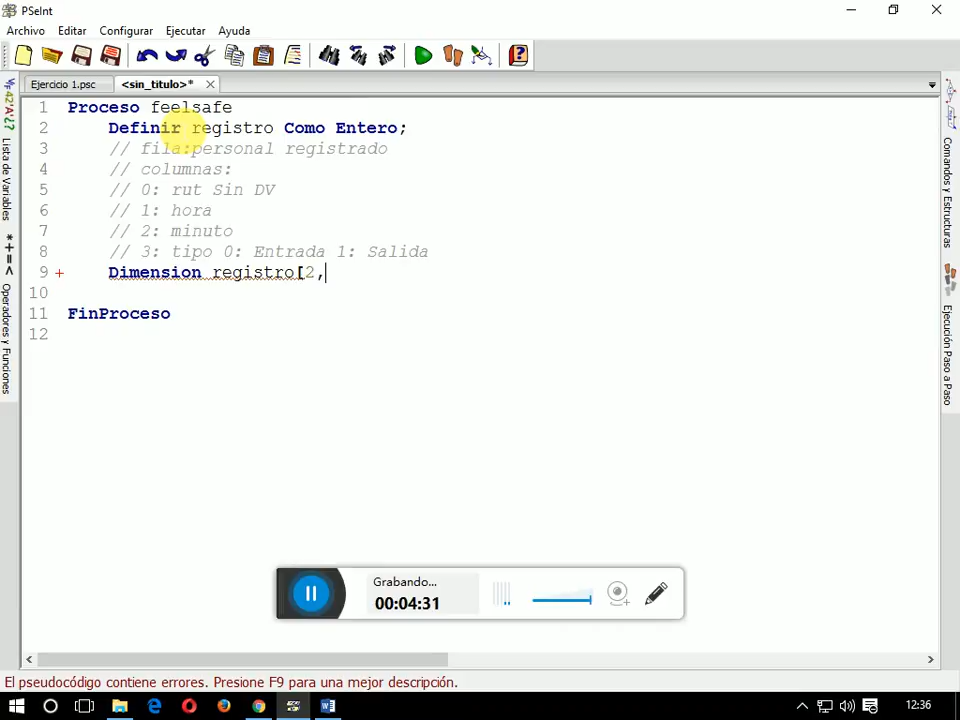 PSeInt
Archivo Editar Configurar Ejecutar Ayuda
Ejercicio 1.psc <sin_titulo>*
1 Proceso feelsafe
2 Definir registro Como Entero;
3 // fila:personal registrado
4 // columnas:
5 // 0: rut Sin DV
6 // 1: hora
7 // 2: minuto
8 // 3: tipo 0: Entrada 1: Salida
9 + Dimension registro[2,
10
11 FinProceso
12
Lista de Variables
Operadores y Funciones
Comandos y Estructuras
Ejecución Paso a Paso
Grabando...
00:04:31
El pseudocódigo contiene errores. Presione F9 para una mejor descripción.
12:36